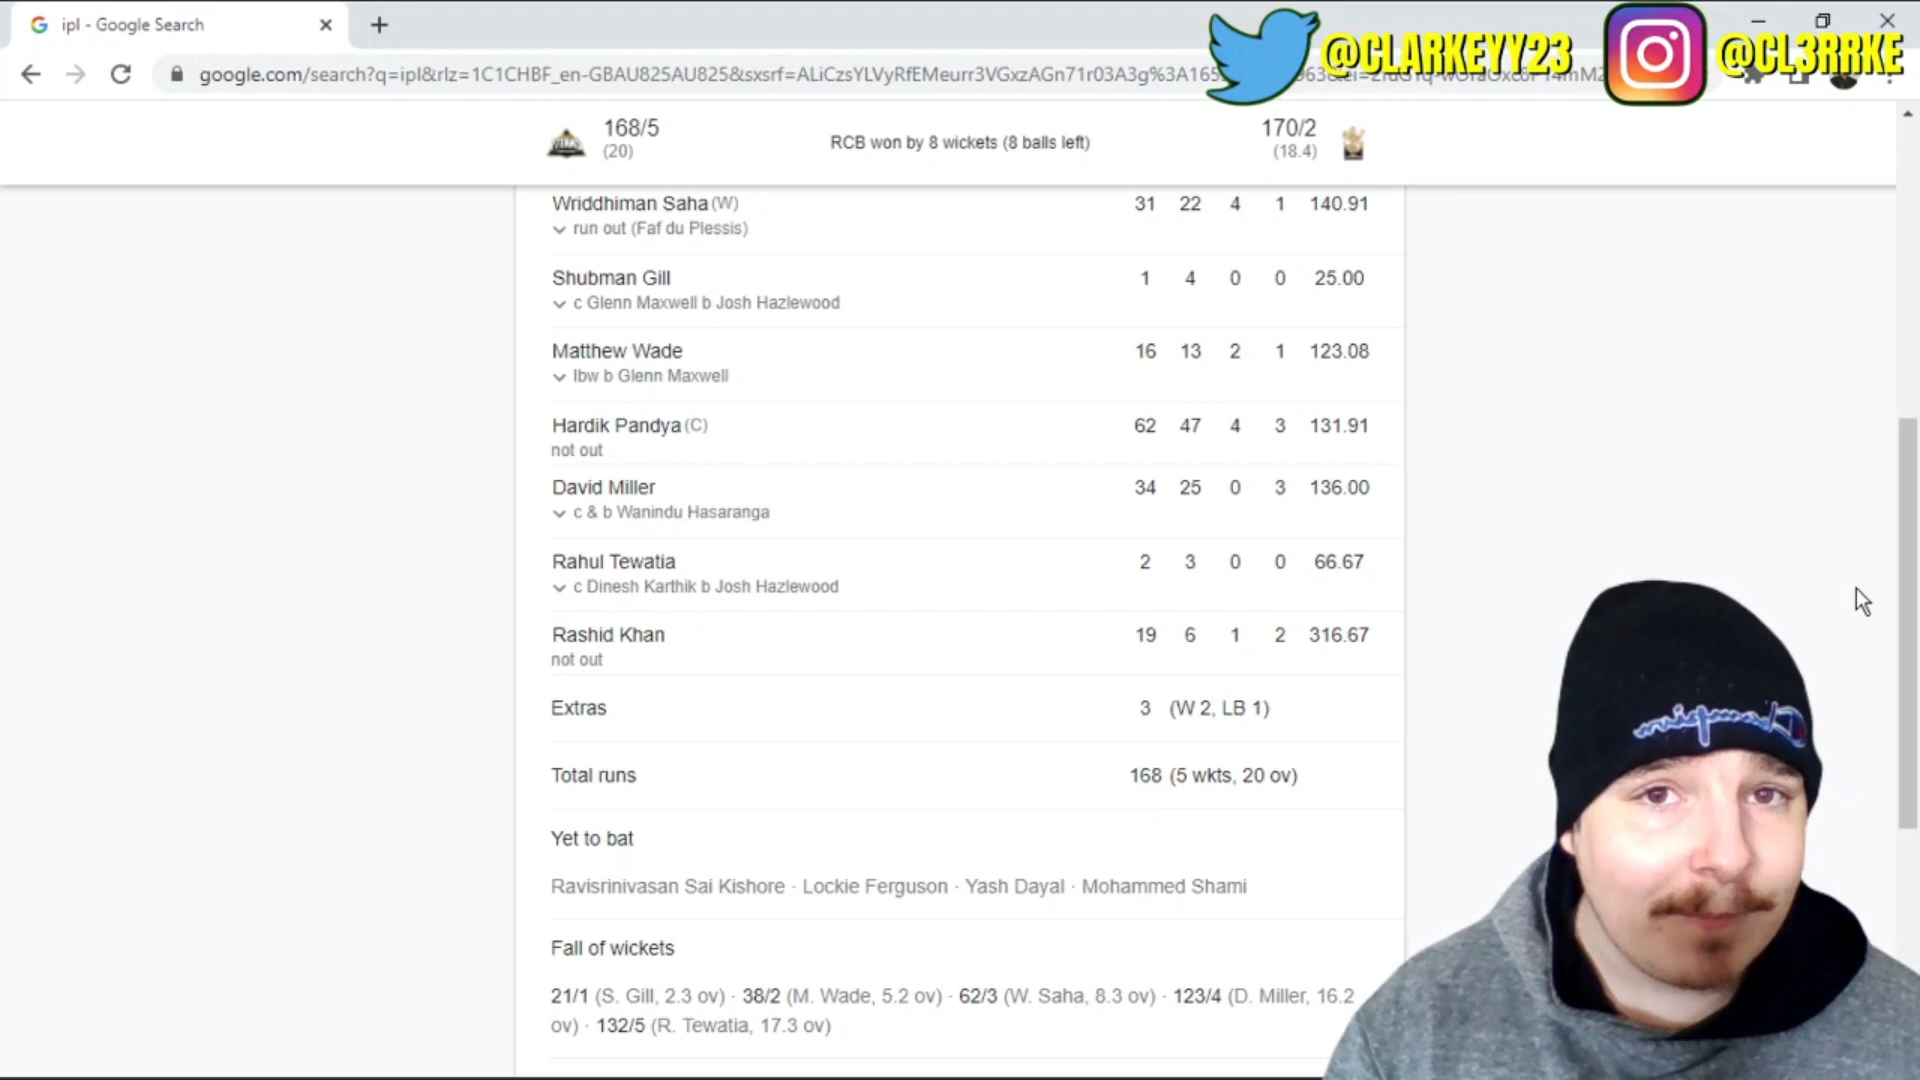 ipl - Google Search
@CLARKEYY23
@CL3RRKE
google.com/search?q=ipl&rlz=1C1CHBF_en-GBAU825AU825&sxsrf=ALiCzsYLVyRfEMeurr3VGxzAGn71r03A3g%3A165
168/5
(20)
RCB won by 8 wickets (8 balls left)
170/2
(18.4)
Wriddhiman Saha (W) 31 22 4 1 140.91
run out (Faf du Plessis)
Shubman Gill 1 4 0 0 25.00
c Glenn Maxwell b Josh Hazlewood
Matthew Wade 16 13 2 1 123.08
lbw b Glenn Maxwell
Hardik Pandya (C) 62 47 4 3 131.91
not out
David Miller 34 25 0 3 136.00
c & b Wanindu Hasaranga
Rahul Tewatia 2 3 0 0 66.67
c Dinesh Karthik b Josh Hazlewood
Rashid Khan 19 6 1 2 316.67
not out
Extras 3 (W 2, LB 1)
Total runs 168 (5 wkts, 20 ov)
Yet to bat
Ravisrinivasan Sai Kishore · Lockie Ferguson · Yash Dayal · Mohammed Shami
Fall of wickets
21/1 (S. Gill, 2.3 ov) · 38/2 (M. Wade, 5.2 ov) · 62/3 (W. Saha, 8.3 ov) · 123/4 (D. Miller, 16.2
ov) · 132/5 (R. Tewatia, 17.3 ov)
Champion